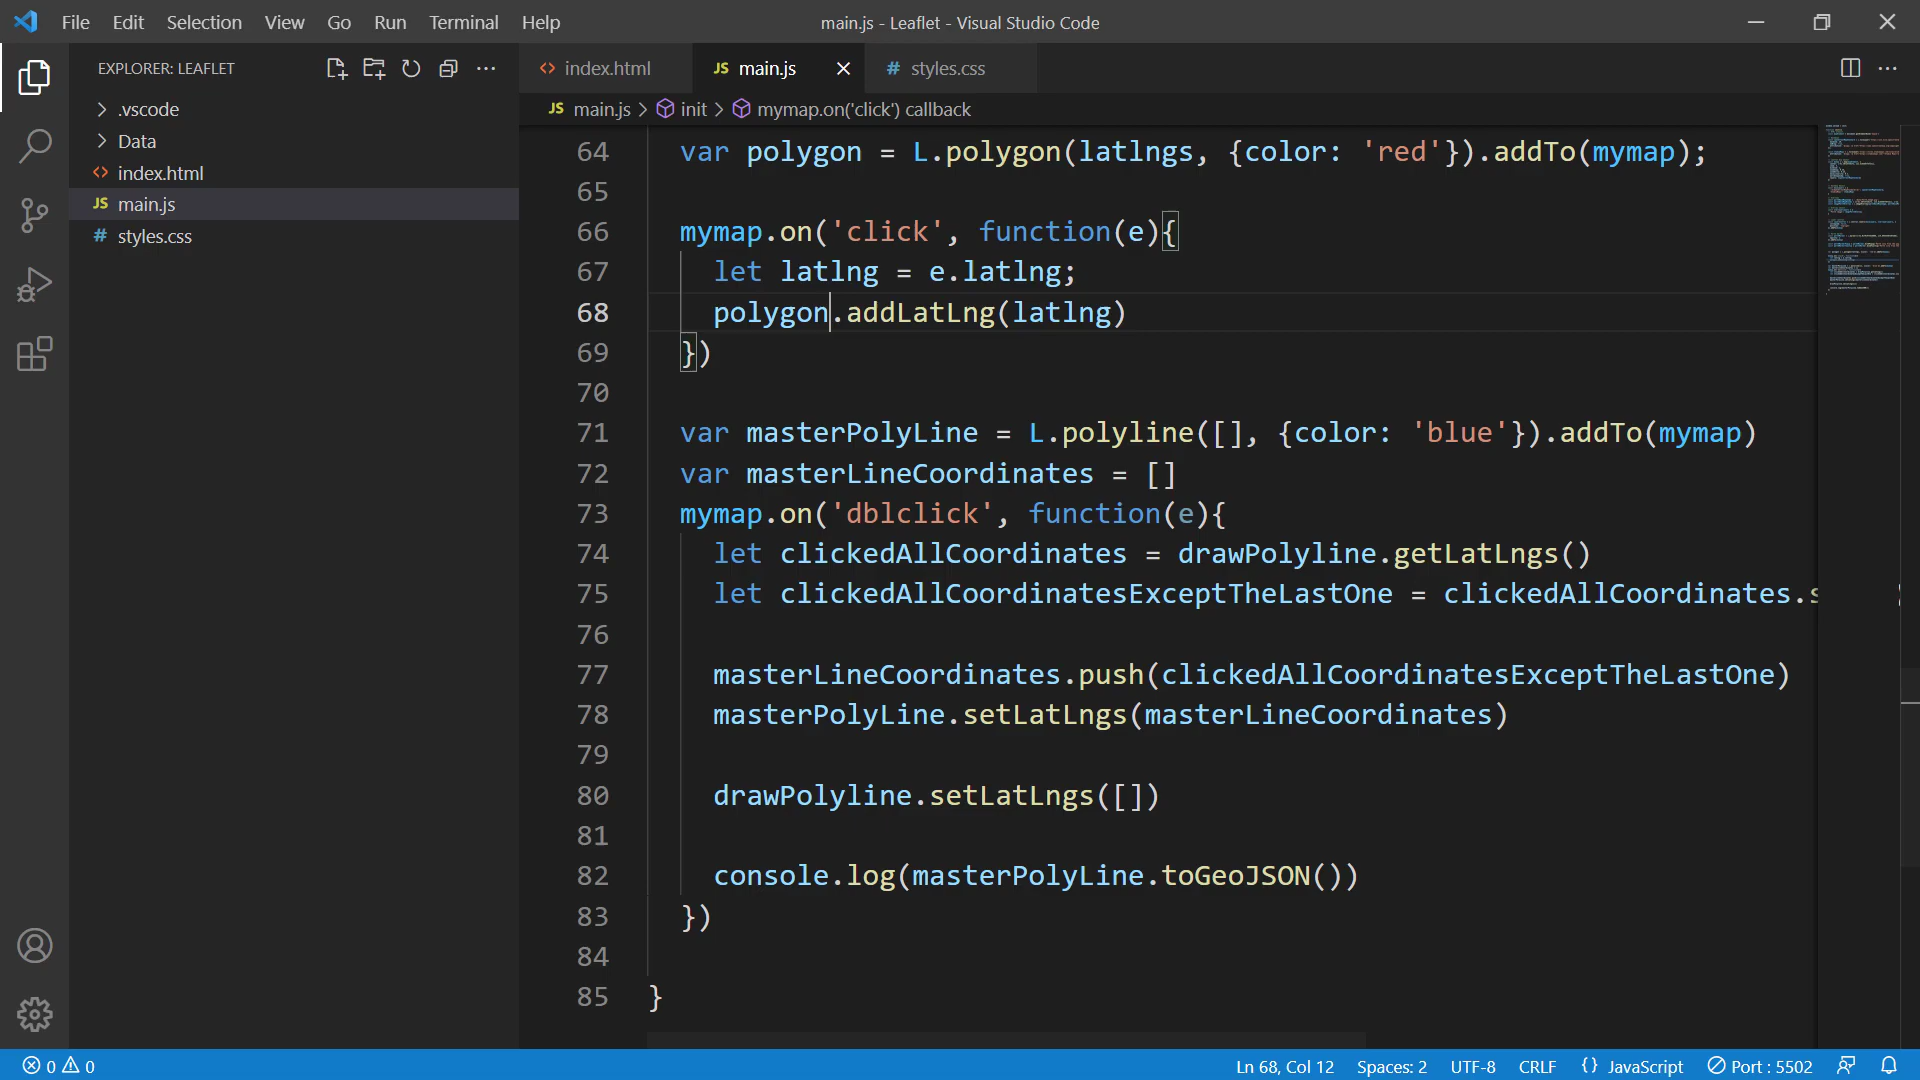 File Edit Selection View Go Run Terminal Help
main.js - Leaflet - Visual Studio Code
EXPLORER: LEAFLET
index.html
JS main.js
# styles.css
.vscode
Data
index.html
JS main.js
# styles.css
JS main.js > init > mymap.on('click') callback
64 var polygon = L.polygon(latlngs, {color: 'red'}).addTo(mymap);
65
66 mymap.on('click', function(e){
67 let latlng = e.latlng;
68 polygon.addLatLng(latlng)
69 })
70
71 var masterPolyLine = L.polyline([], {color: 'blue'}).addTo(mymap)
72 var masterLineCoordinates = []
73 mymap.on('dblclick', function(e){
74 let clickedAllCoordinates = drawPolyline.getLatLngs()
75 let clickedAllCoordinatesExceptTheLastOne = clickedAllCoordinates.
76
77 masterLineCoordinates.push(clickedAllCoordinatesExceptTheLastOne)
78 masterPolyLine.setLatLngs(masterLineCoordinates)
79
80 drawPolyline.setLatLngs([])
81
82 console.log(masterPolyLine.toGeoJSON())
83 })
84
85 }
0 0
Ln 68, Col 12 Spaces: 2 UTF-8 CRLF {} JavaScript Port : 5502